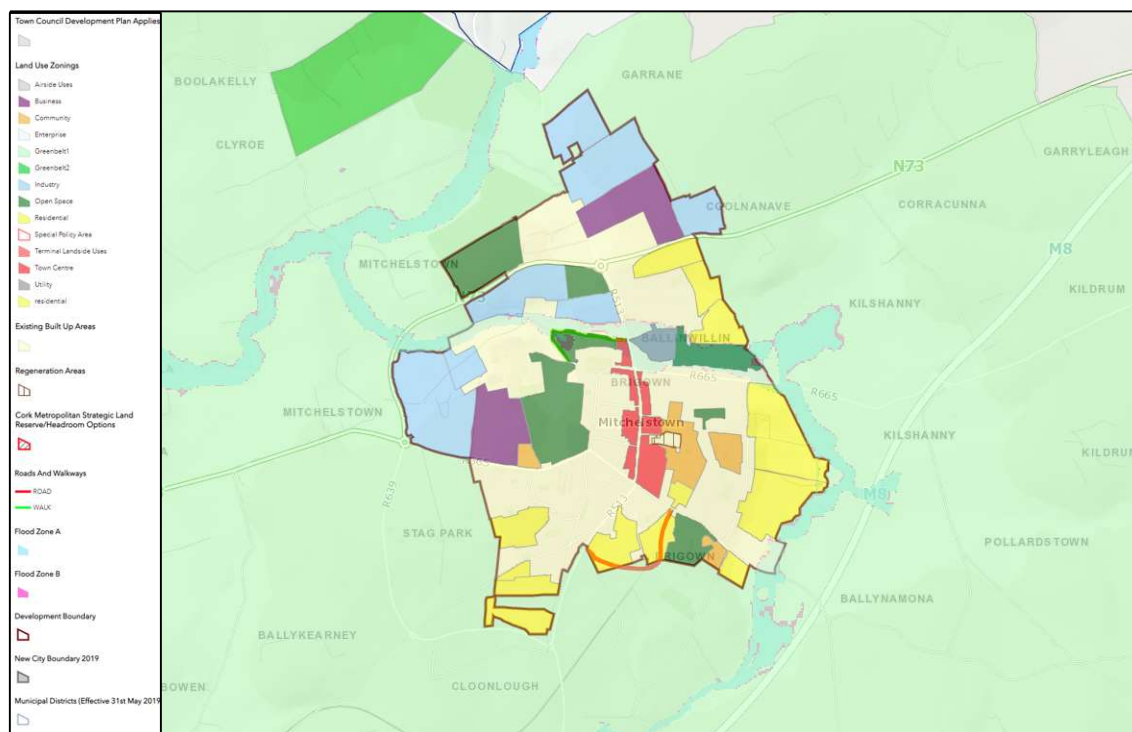 Town Council Development Plan Applies
Land Use Zonings
Airside Uses
Business
Community
Enterprise
Greenbelt1
Greenbelt2
Industry
Open Space
Residential
Special Policy Area
Terminal Landside Uses
Town Centre
Utility
residential
Existing Built Up Areas
Regeneration Areas
Cork Metropolitan Strategic Land
Reserve/Headroom Options
Roads And Walkways
ROAD
WALK
Flood Zone A
Flood Zone B
Development Boundary
New City Boundary 2019
Municipal Districts (Effective 31st May 2019
BOOLAKELLY
GARRANE
CLYROE
GARRYLEAGH
N73
CORRACUNNA
COOLNANAVE
M8
MITCHELSTOWN
KILDRUM
KILSHANNY
R513
BALLINWILLIN
R665
BRIGOWN
R665
MITCHELSTOWN
Mitchelstown
KILSHANNY
KILDR
M8
R639
R513
STAG PARK
BRIGOWN
POLLARDSTOWN
BALLYNAMONA
BALLYKEARNEY
BOWEN
CLOONLOUGH